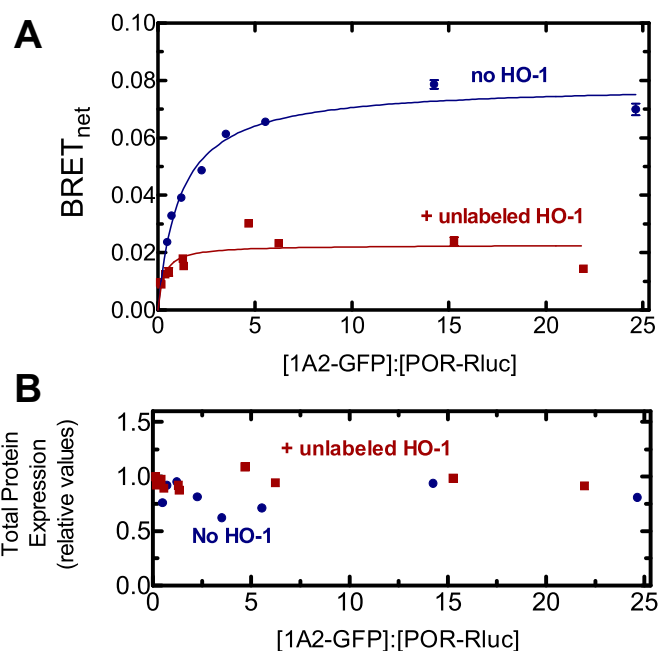 A
0.10
0.08
0.06
0.04
0.02
0.00
BRETnet
no HO-1
+ unlabeled HO-1
0 5 10 15 20 25
[1A2-GFP]:[POR-Rluc]
B
1.5
1.0
0.5
0.0
Total Protein
Expression
(relative values)
+ unlabeled HO-1
No HO-1
0 5 10 15 20 25
[1A2-GFP]:[POR-Rluc]